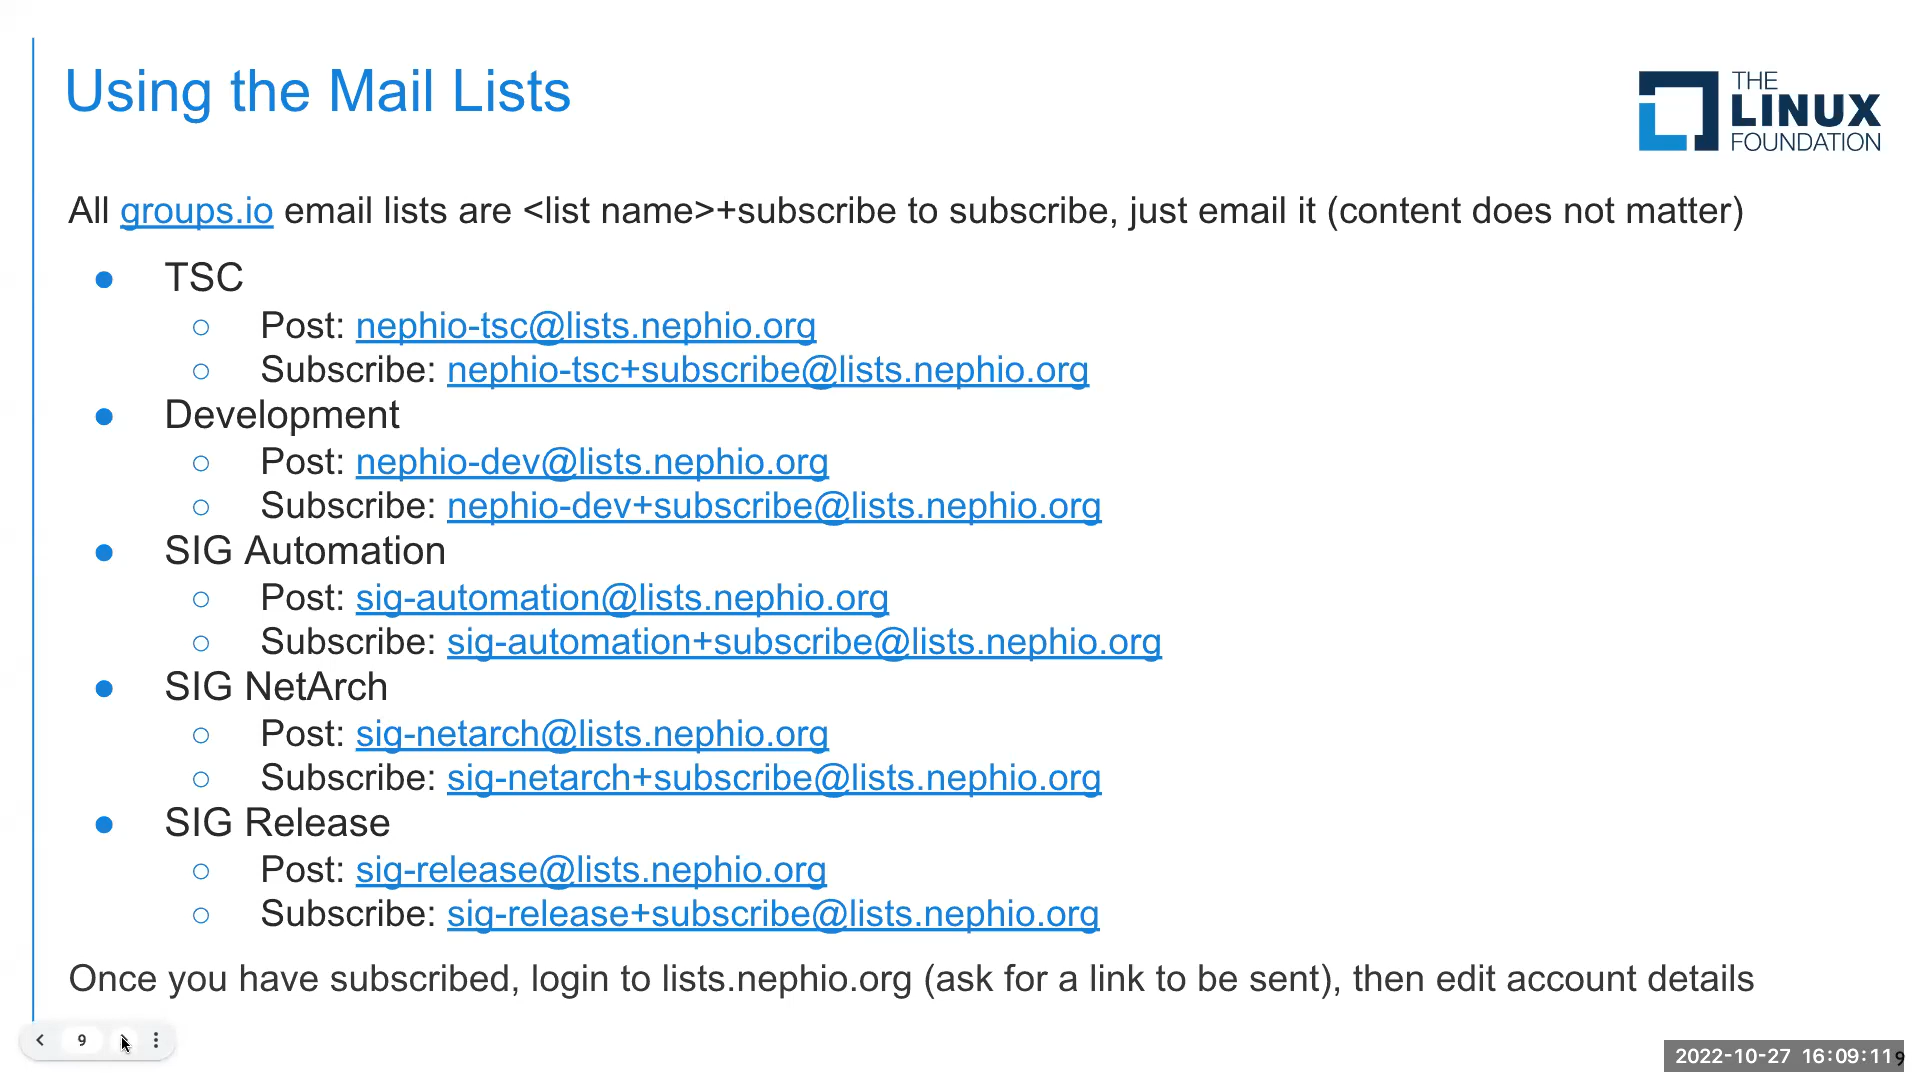 Using the Mail Lists
THE
LINUX
FOUNDATION
All groups.io email lists are <list name>+subscribe to subscribe, just email it (content does not matter)
● TSC
○ Post: nephio-tsc@lists.nephio.org
○ Subscribe: nephio-tsc+subscribe@lists.nephio.org
● Development
○ Post: nephio-dev@lists.nephio.org
○ Subscribe: nephio-dev+subscribe@lists.nephio.org
● SIG Automation
○ Post: sig-automation@lists.nephio.org
○ Subscribe: sig-automation+subscribe@lists.nephio.org
● SIG NetArch
○ Post: sig-netarch@lists.nephio.org
○ Subscribe: sig-netarch+subscribe@lists.nephio.org
● SIG Release
○ Post: sig-release@lists.nephio.org
○ Subscribe: sig-release+subscribe@lists.nephio.org
Once you have subscribed, login to lists.nephio.org (ask for a link to be sent), then edit account details
9
2022-10-27 16:09:11
9